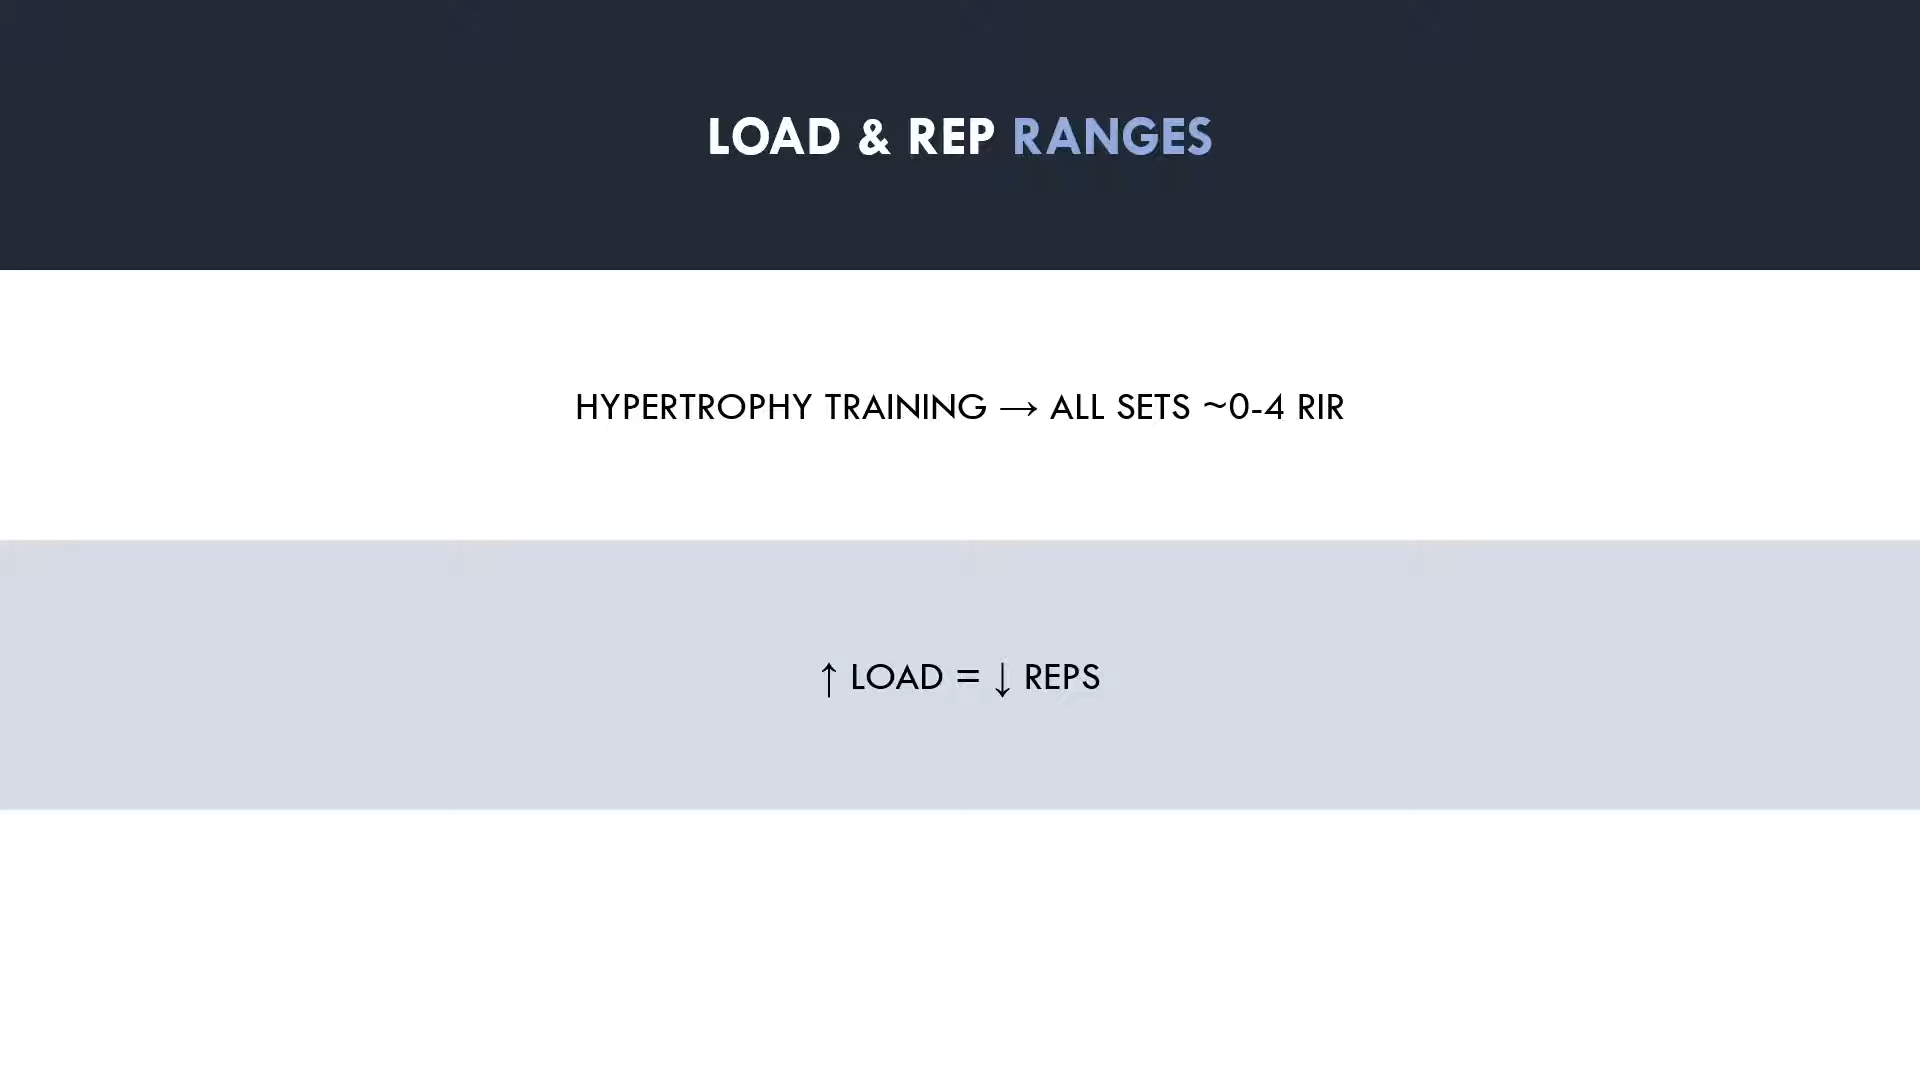 LOAD & REP RANGES
HYPERTROPHY TRAINING → ALL SETS ~0-4 RIR
↑ LOAD = ↓ REPS